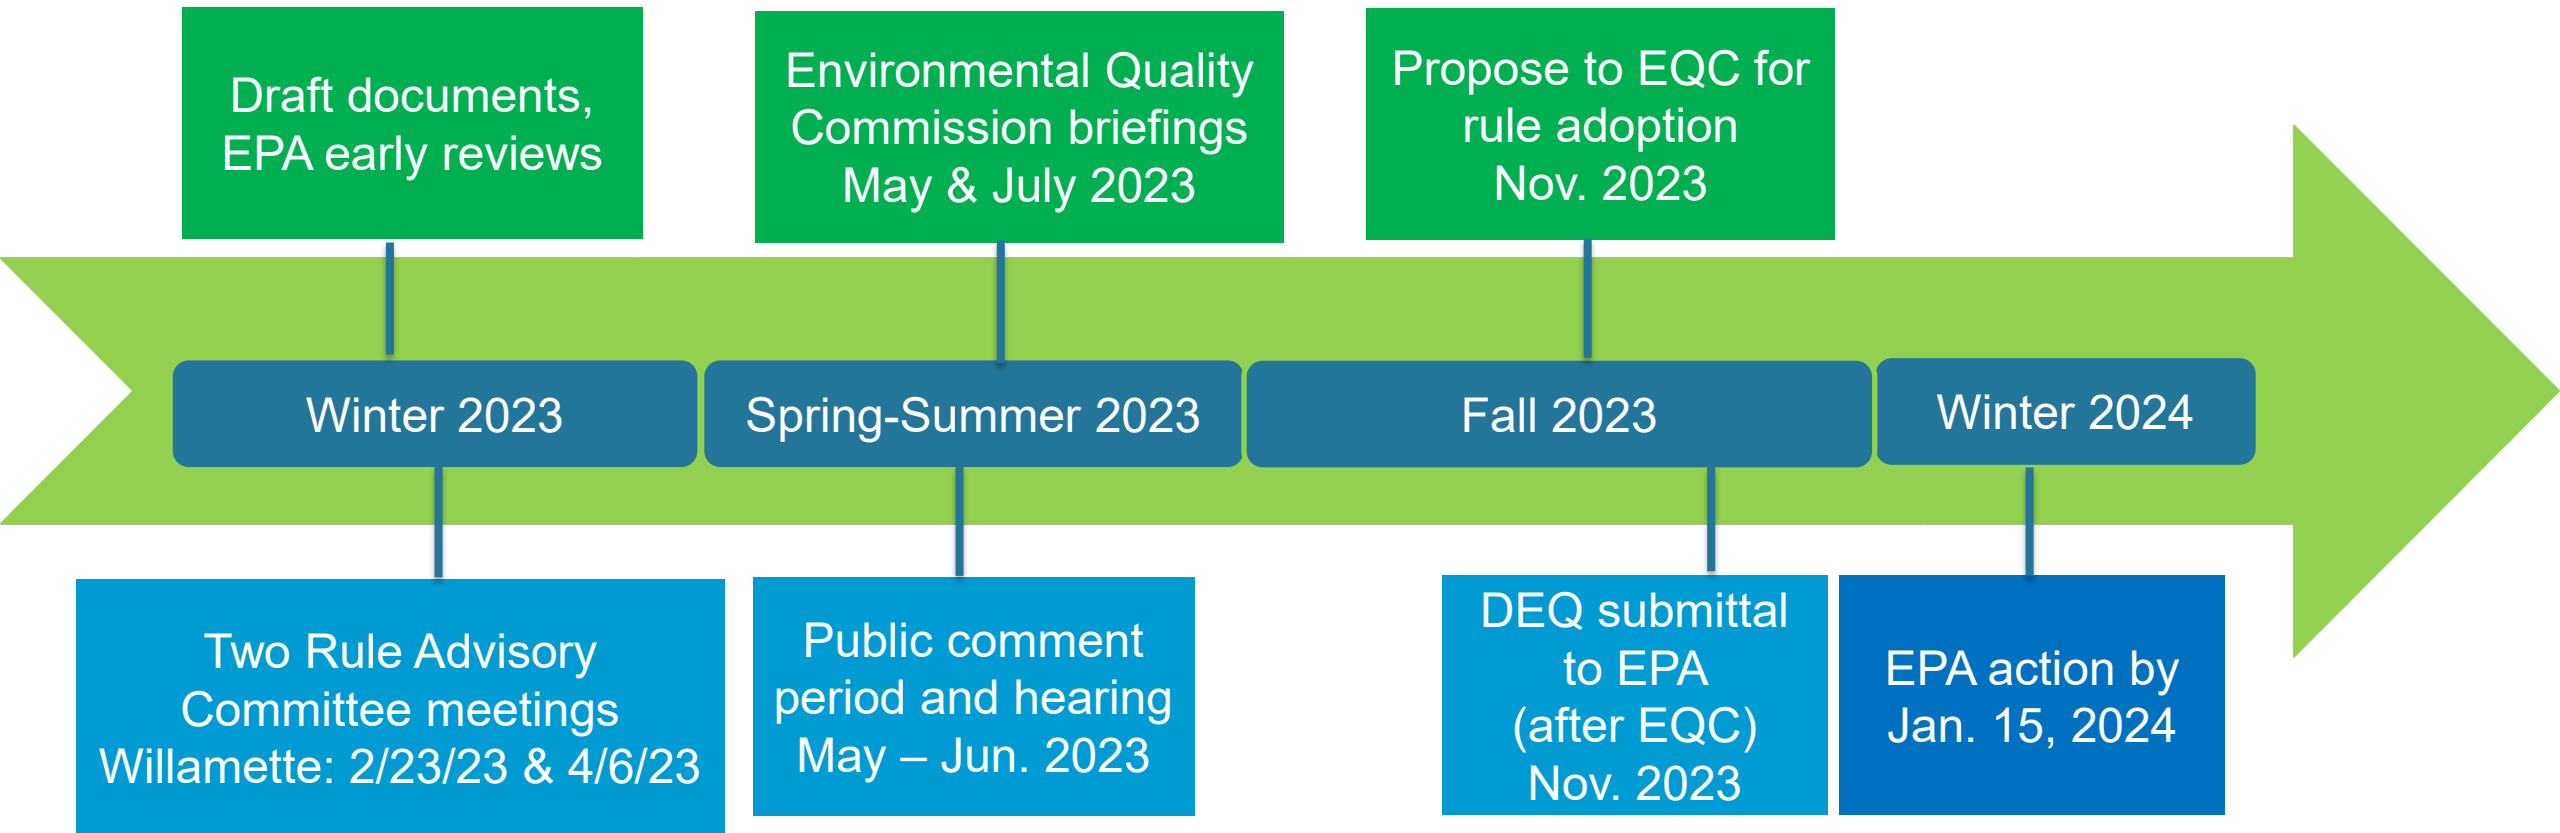 Draft documents,
EPA early reviews
Environmental Quality
Commission briefings
May & July 2023
Propose to EQC for
rule adoption
Nov. 2023
Winter 2023
Spring-Summer 2023
Fall 2023
Winter 2024
Two Rule Advisory
Committee meetings
Willamette: 2/23/23 & 4/6/23
Public comment
period and hearing
May – Jun. 2023
DEQ submittal
to EPA
(after EQC)
Nov. 2023
EPA action by
Jan. 15, 2024